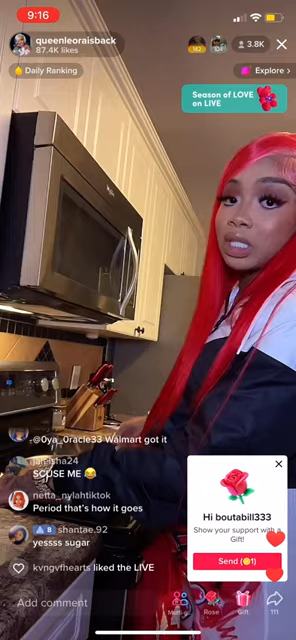 9:16
queenleoraisback
87.4K likes
162
104
3.8K
Daily Ranking
Explore >
Season of LOVE
on LIVE
@0ya_0racle33 Walmart got it
SCUSE ME 😂
netta_nylahtiktok
Period that's how it goes
8 shantae.92
yessss sugar
kvngvfhearts liked the LIVE
Hi boutabill333
Show your support with a
Gift!
Send (1)
Add comment
Rose
Gift
111